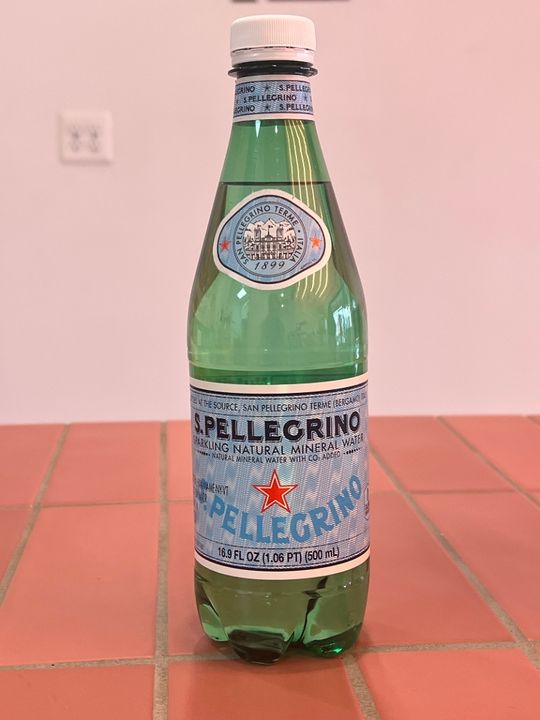 S.PELLEGRINO
S.PELLEGRINO
S.PELLEGRINO
SAN PELLEGRINO TERME • ITALIA
1899
AT THE SOURCE, SAN PELLEGRINO TERME (BERGAMO)
S.PELLEGRINO
SPARKLING NATURAL MINERAL WATER
NATURAL MINERAL WATER WITH CO₂ ADDED
PELLEGRINO
16.9 FL OZ (1.06 PT) (500 mL)